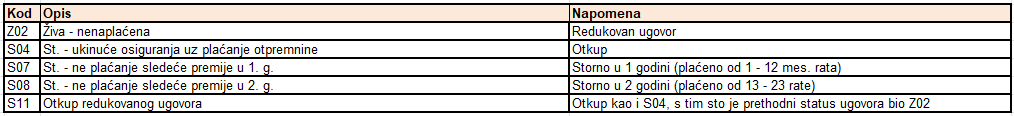 Kod Opis Napomena
Z02 Živa - nenaplaćena Redukovan ugovor
S04 St. - ukinuće osiguranja uz plaćanje otpremnine Otkup
S07 St. - ne plaćanje sledeće premije u 1. g. Storno u 1 godini (plaćeno od 1 - 12 mes. rata)
S08 St. - ne plaćanje sledeće premije u 2. g. Storno u 2 godini (plaćeno od 13 - 23 rate)
S11 Otkup redukovanog ugovora Otkup kao i S04, s tim sto je prethodni status ugovora bio Z02